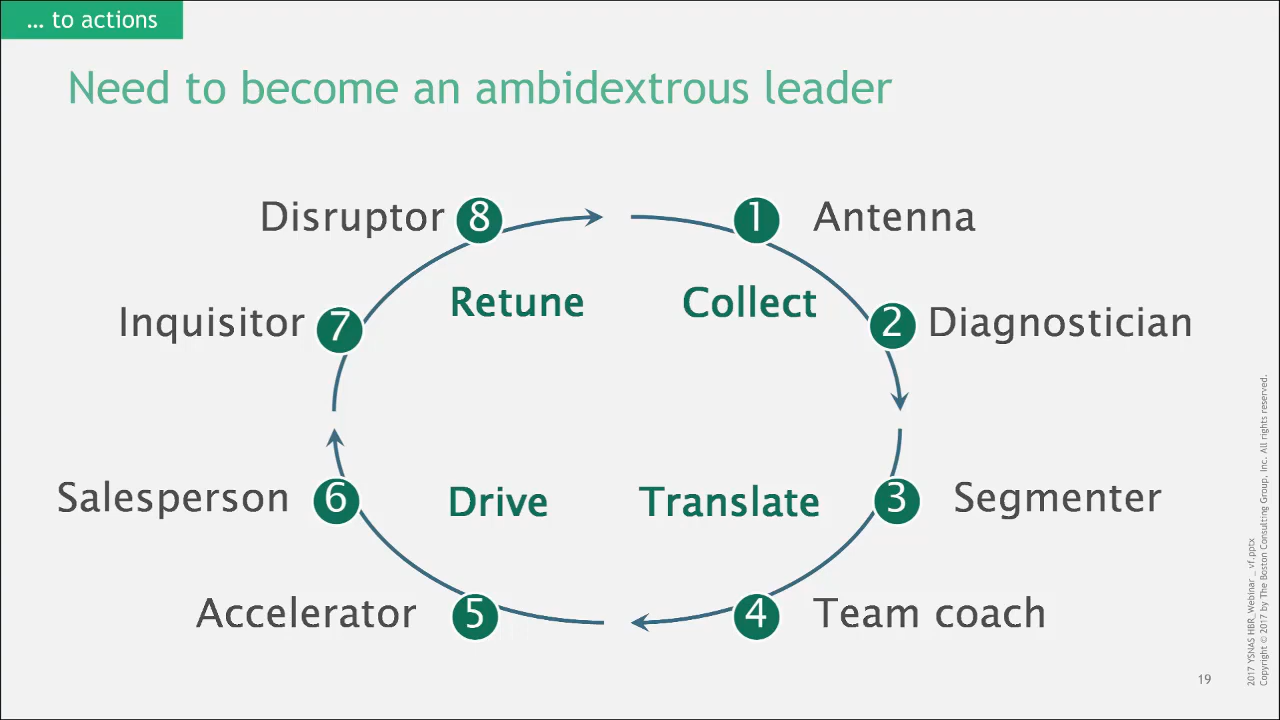 … to actions
Need to become an ambidextrous leader
Disruptor 8
1 Antenna
Retune
Collect
Inquisitor 7
2 Diagnostician
Salesperson 6
Drive
Translate
3 Segmenter
Accelerator 5
4 Team coach
19
2017 YSNAS HBR_Webinar _ vf.pptx
Copyright © 2017 by The Boston Consulting Group, Inc. All rights reserved.